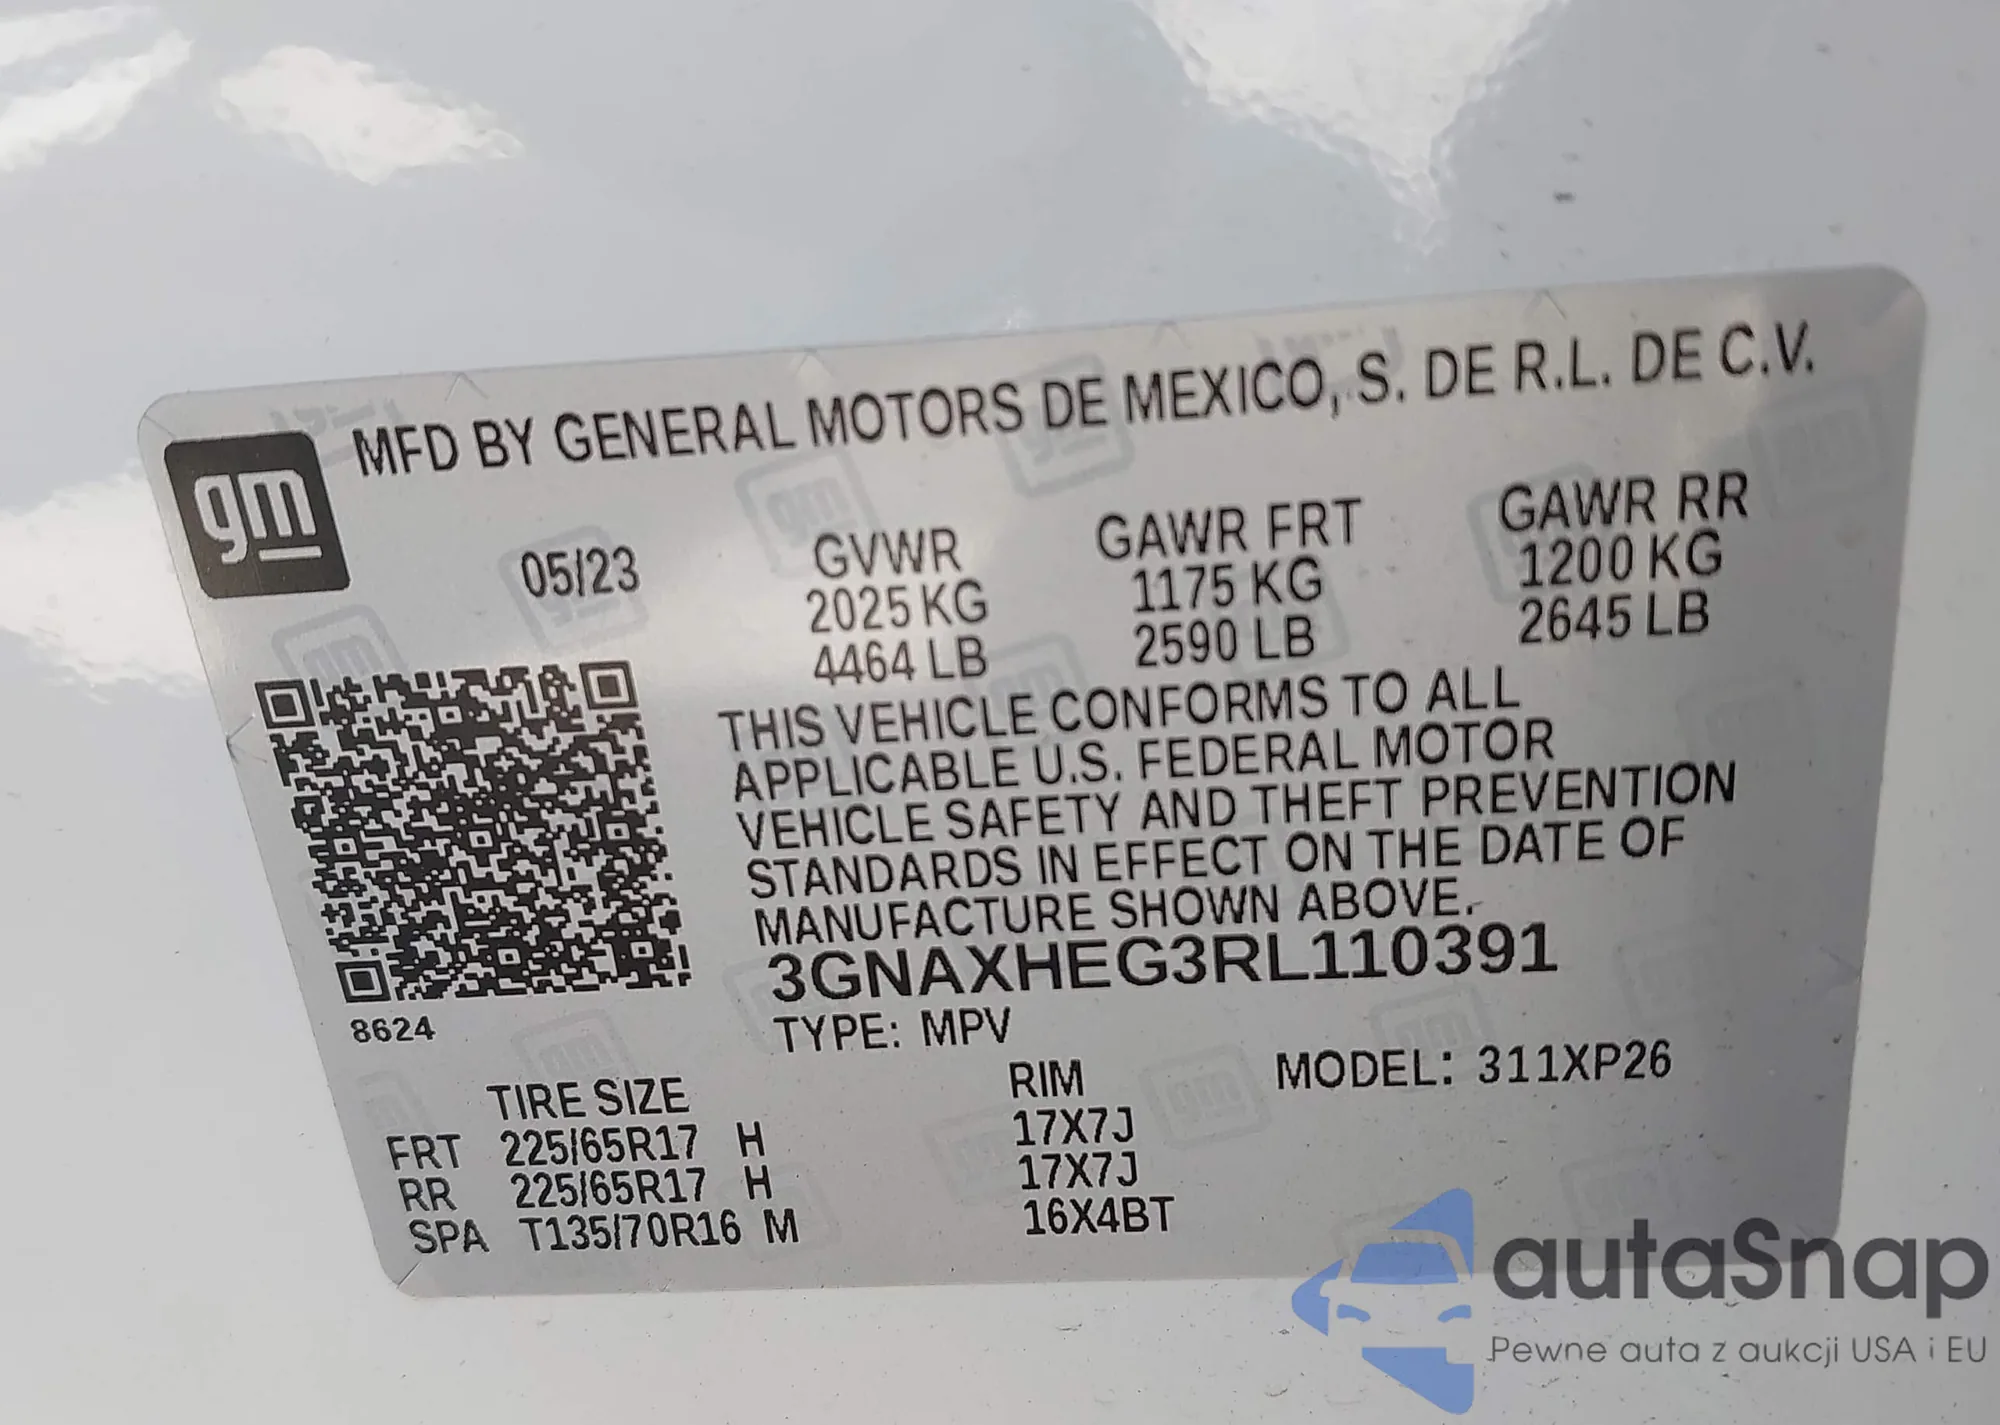 MFD BY GENERAL MOTORS DE MEXICO, S. DE R.L. DE C.V.
gm
05/23
GVWR
2025 KG
4464 LB
GAWR FRT
1175 KG
2590 LB
GAWR RR
1200 KG
2645 LB
THIS VEHICLE CONFORMS TO ALL
APPLICABLE U.S. FEDERAL MOTOR
VEHICLE SAFETY AND THEFT PREVENTION
STANDARDS IN EFFECT ON THE DATE OF
MANUFACTURE SHOWN ABOVE.
3GNAXHEG3RL110391
8624
TYPE: MPV
MODEL: 311XP26
TIRE SIZE RIM
FRT 225/65R17 H 17X7J
RR 225/65R17 H 17X7J
SPA T135/70R16 M 16X4BT
autaSnap
Pewne auta z aukcji USA i EU